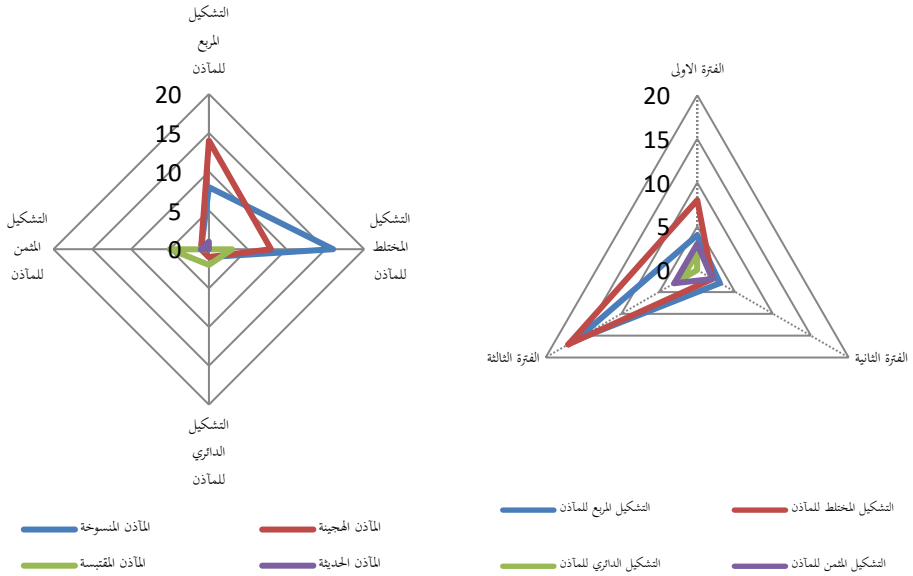 التشكيل
المربع
للمآذن
20
15
10
5
0
التشكيل
المختلط
للمآذن
التشكيل
المثمن
للمآذن
التشكيل
الدائري
للمآذن
المآذن المنسوخة
المآذن الهجينة
المآذن المقتبسة
المآذن الحديثة
الفترة الاولى
20
15
10
5
0
الفترة الثالثة
الفترة الثانية
التشكيل المربع للمآذن
التشكيل المختلط للمآذن
التشكيل الدائري للمآذن
التشكيل المثمن للمآذن